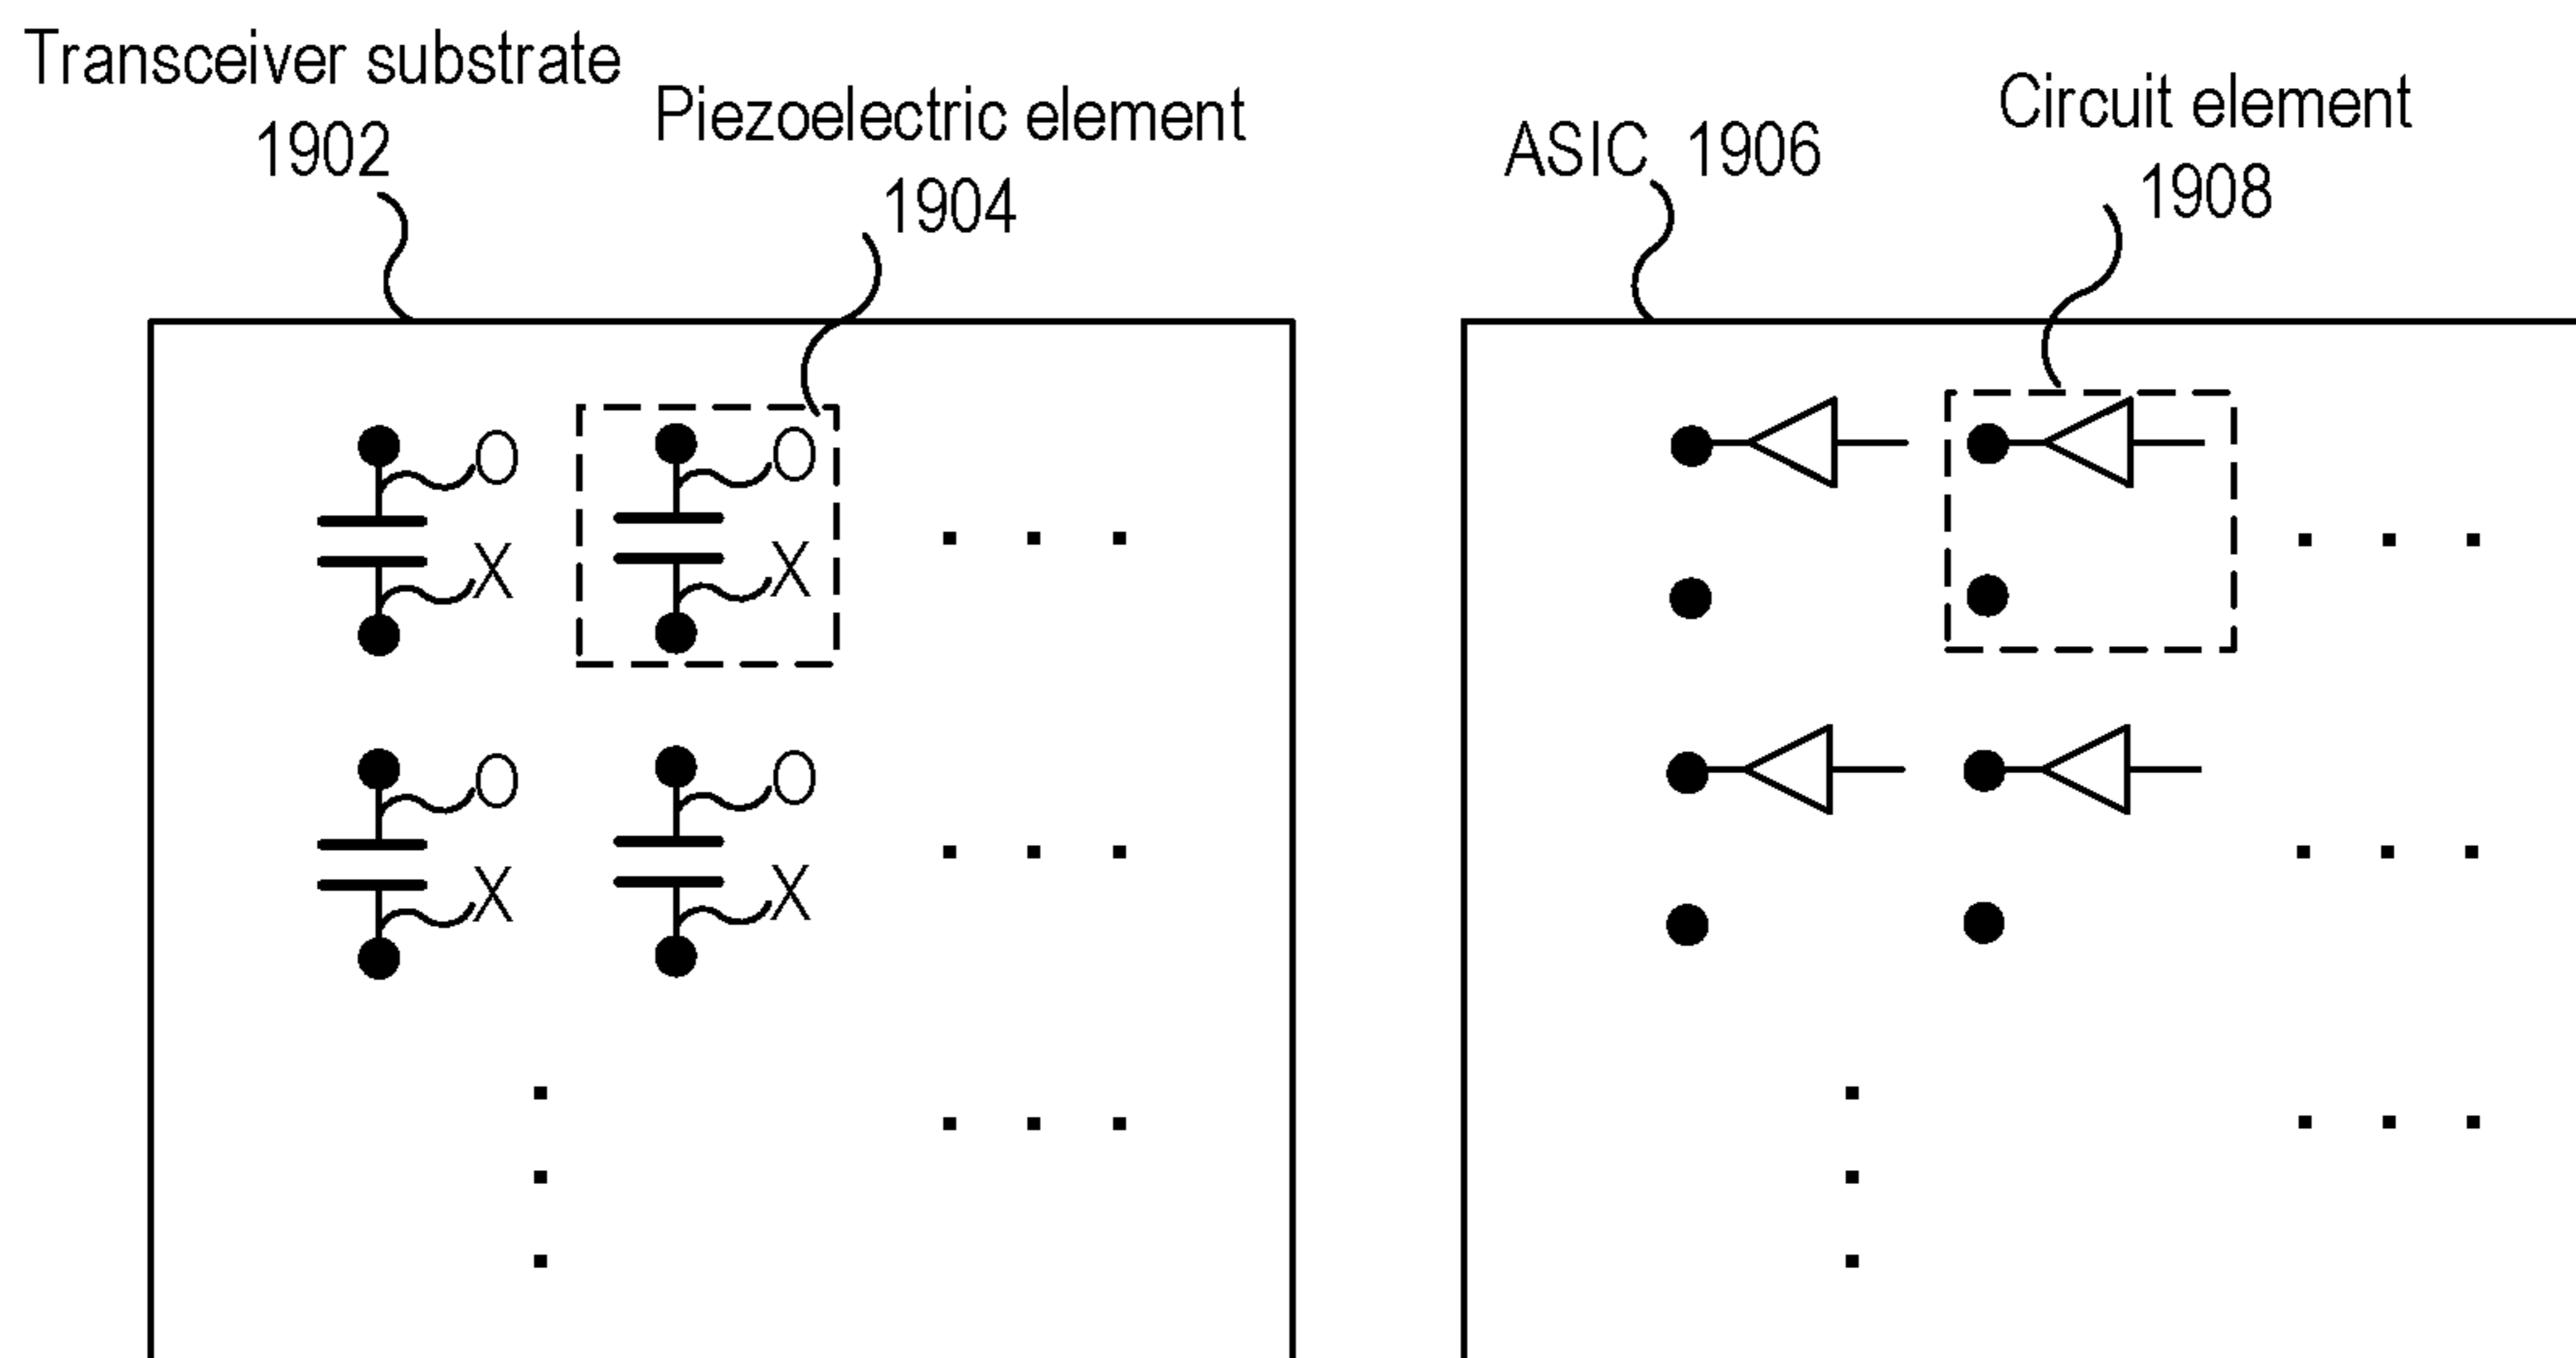 Transceiver substrate
1902
Piezoelectric element
1904
ASIC 1906
Circuit element
1908
O O
X X
O O
X X